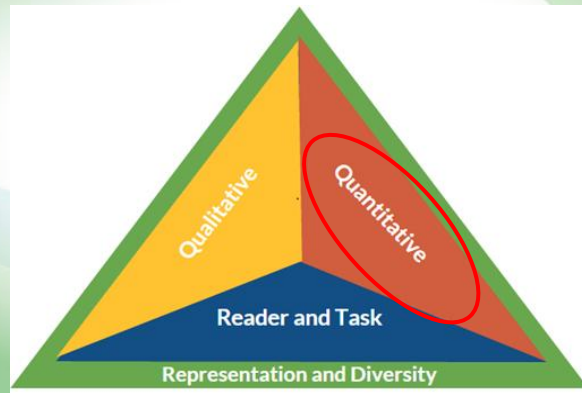 Qualitative
Quantitative
Reader and Task
Representation and Diversity